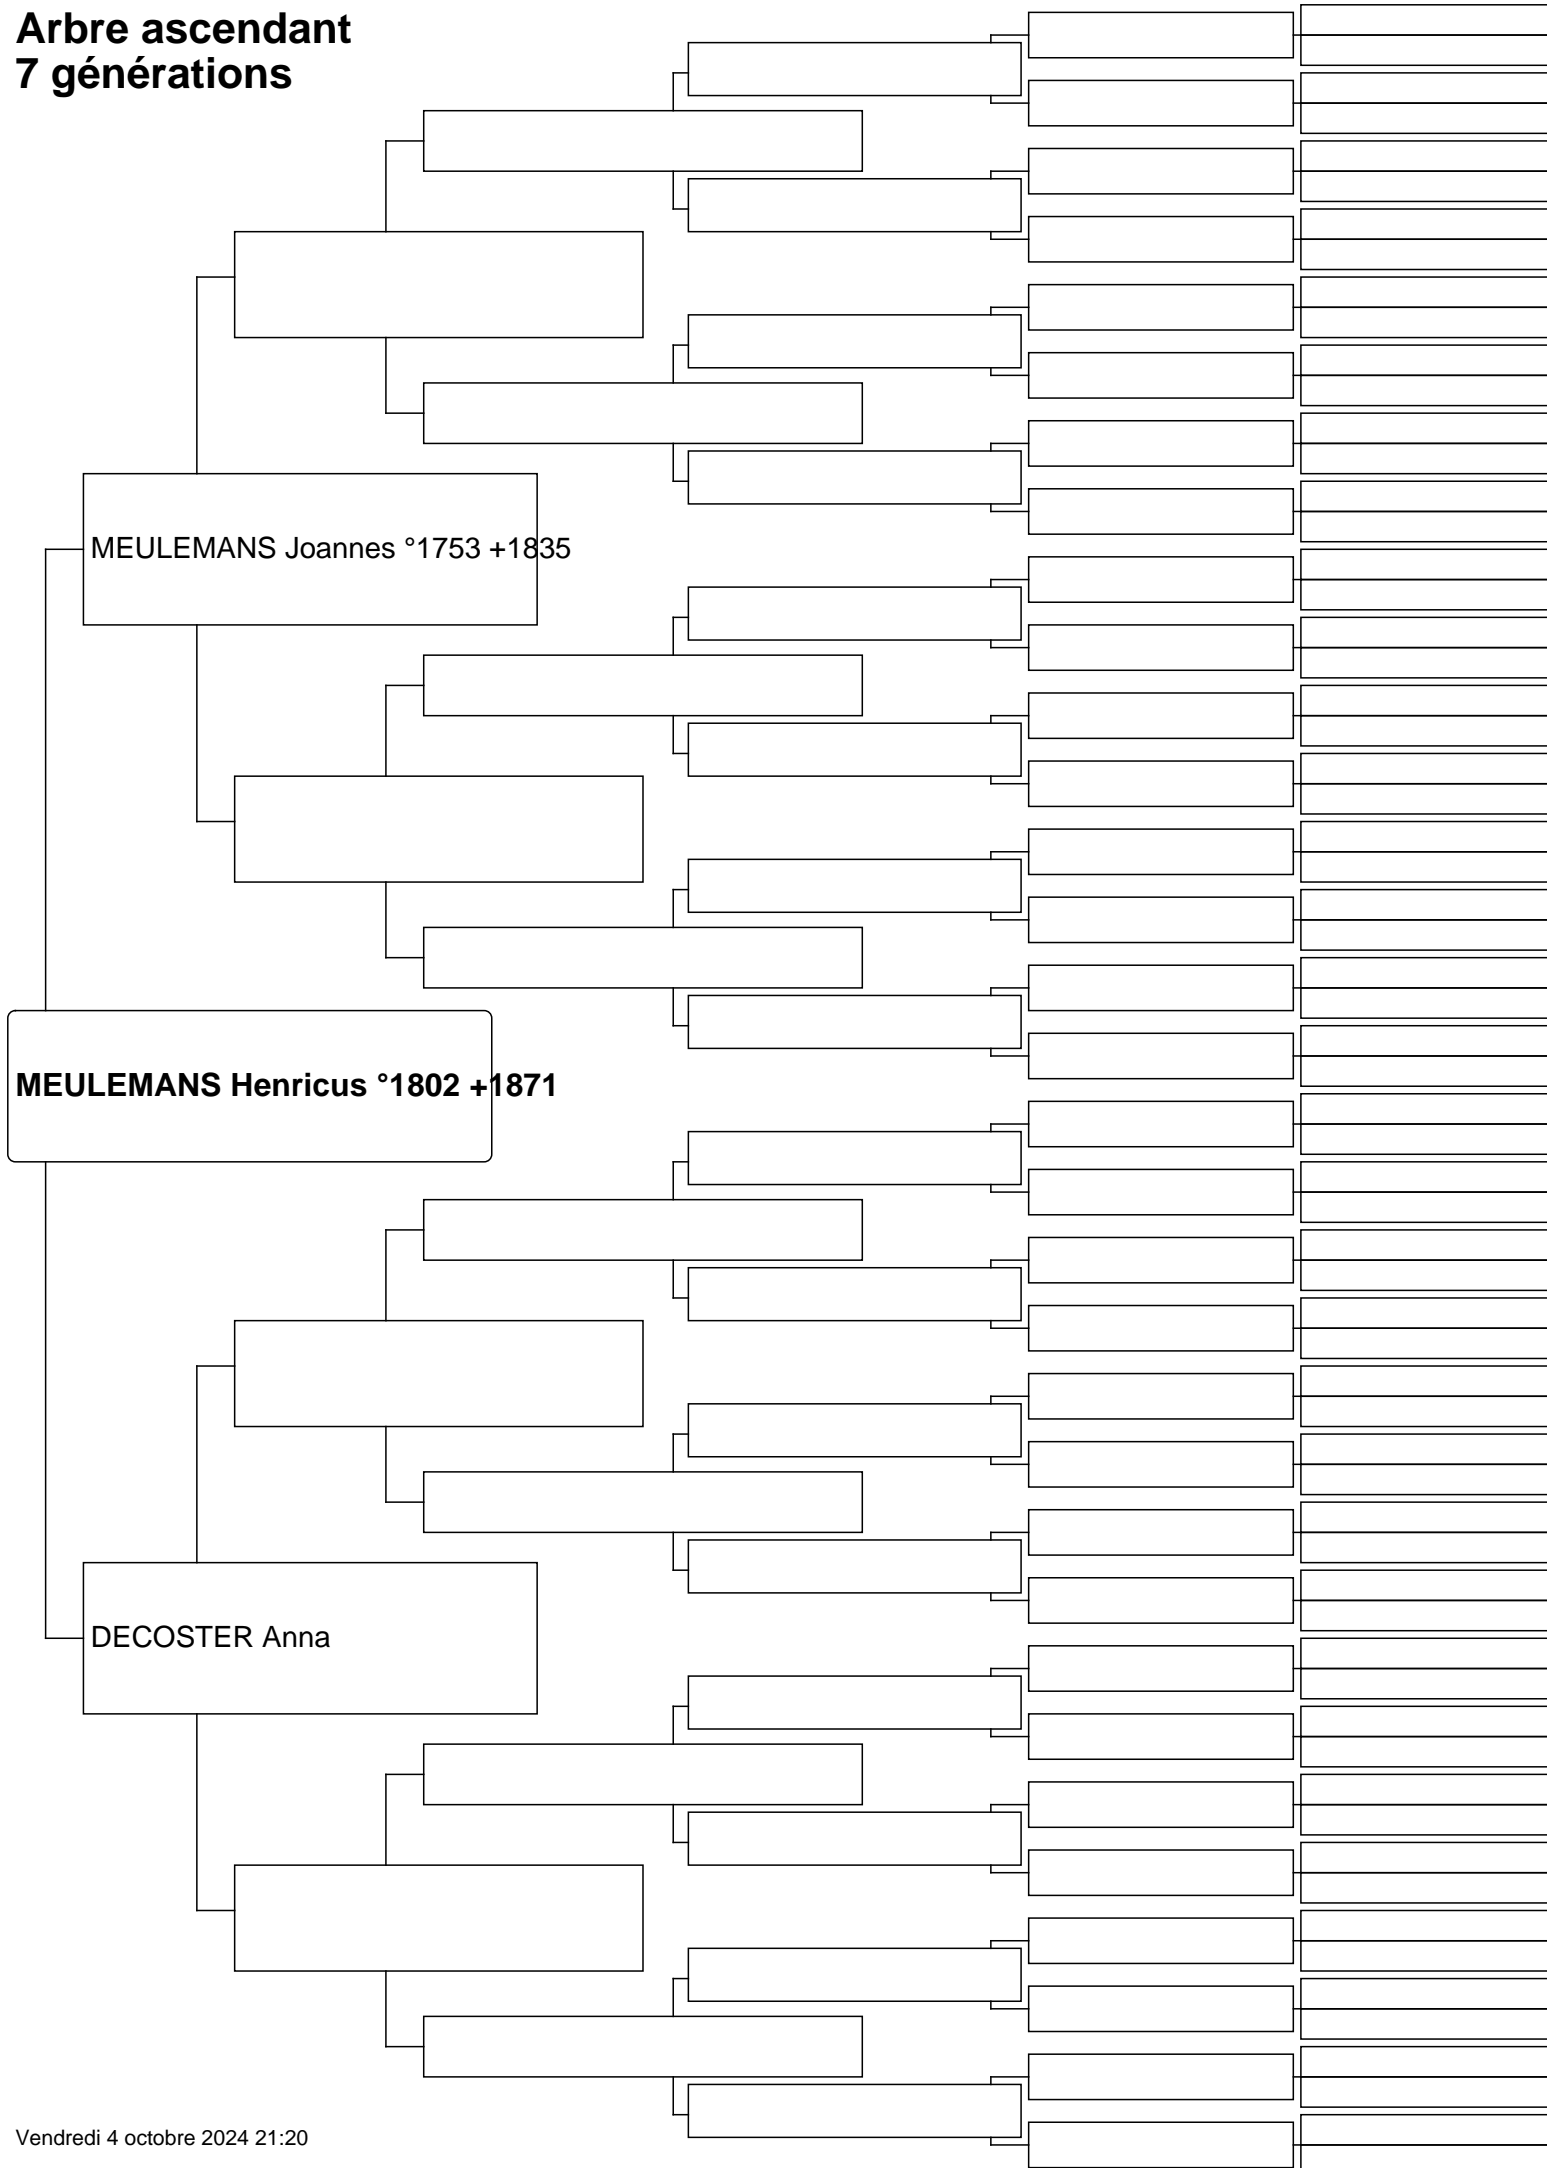 Arbre ascendant
7 générations
MEULEMANS Joannes °1753 +1835
MEULEMANS Henricus °1802 +1871
DECOSTER Anna
Vendredi 4 octobre 2024 21:20